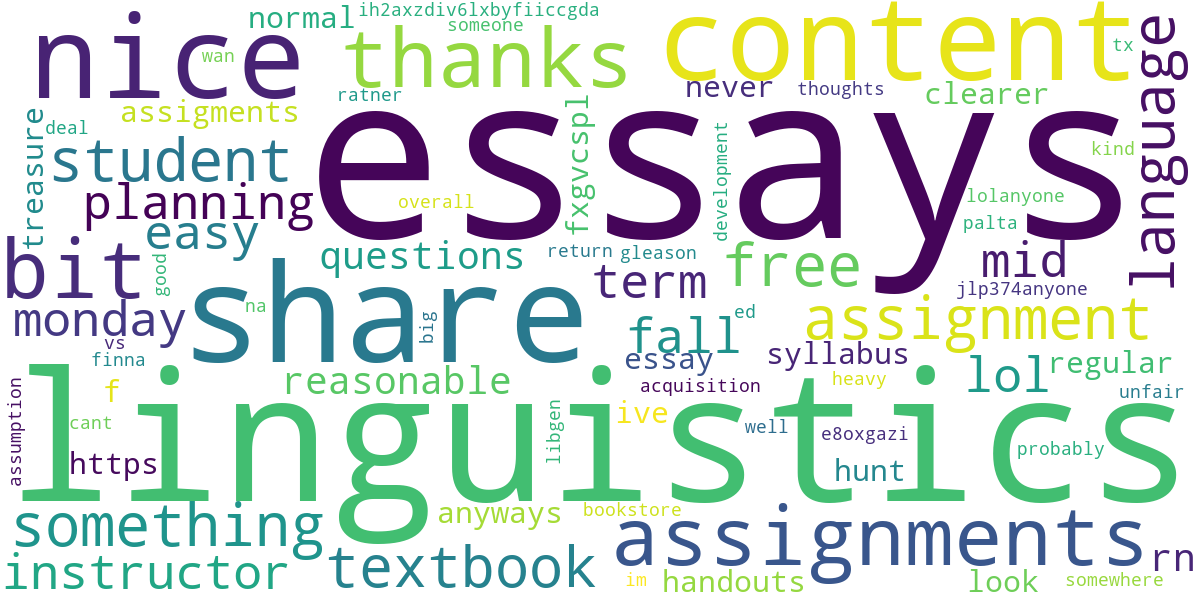 normal
ih2axzdiv6lxbyfiiccgda
someone
nice
wan
thanks
content
tx
language
ratner
never
thoughts
clearer
assigments
treasure
deal
student
essays
fxgvcspl
development
kind
planning
overall
lolanyone
palta
easy
bit
good
questions
return
gleason
term
free
mid
jlp374anyone
monday
na
share
big
ed
fall
assignment
vs
finna
essay
syllabus
lol
regular
f
reasonable
acquisition
heavy
unfair
assumption
cant
linguistics
libgen
ive
well
e8oxgazi
probably
https
hunt
something
anyways
bookstore
assignments
rn
instructor
textbook
im
handouts
look
somewhere